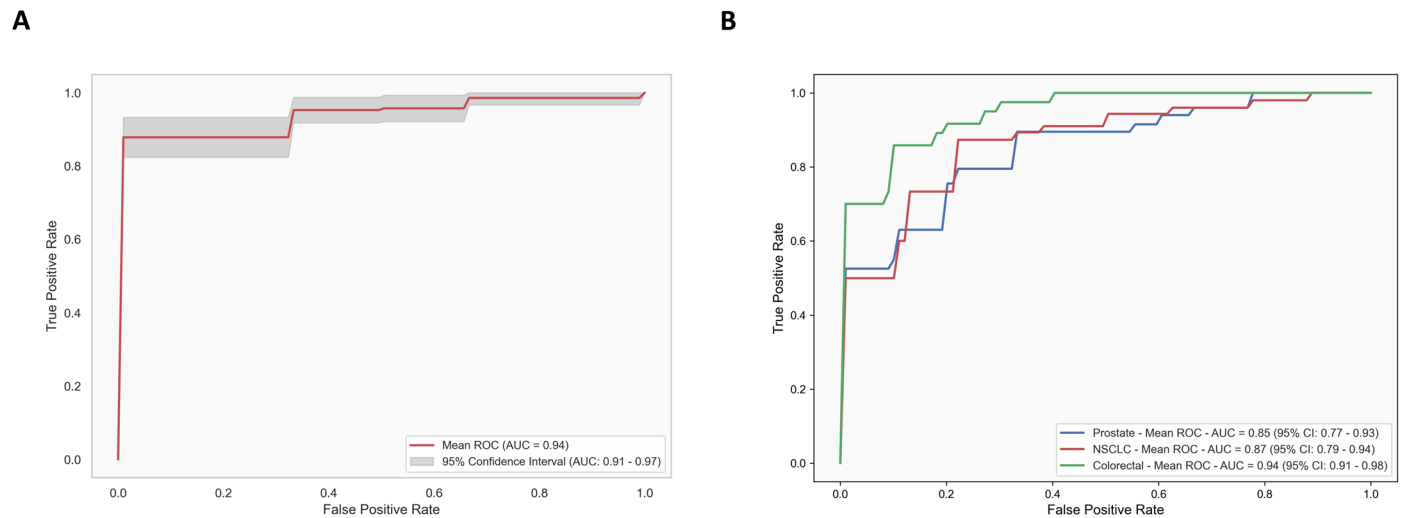 A
True Positive Rate
1.0
0.8
0.6
0.4
0.2
0.0
Mean ROC (AUC = 0.94)
95% Confidence Interval (AUC: 0.91 - 0.97)
0.0 0.2 0.4 0.6 0.8 1.0
False Positive Rate
B
True Positive Rate
1.0
0.8
0.6
0.4
0.2
0.0
Prostate - Mean ROC - AUC = 0.85 (95% CI: 0.77 - 0.93)
NSCLC - Mean ROC - AUC = 0.87 (95% CI: 0.79 - 0.94)
Colorectal - Mean ROC - AUC = 0.94 (95% CI: 0.91 - 0.98)
0.0 0.2 0.4 0.6 0.8 1.0
False Positive Rate